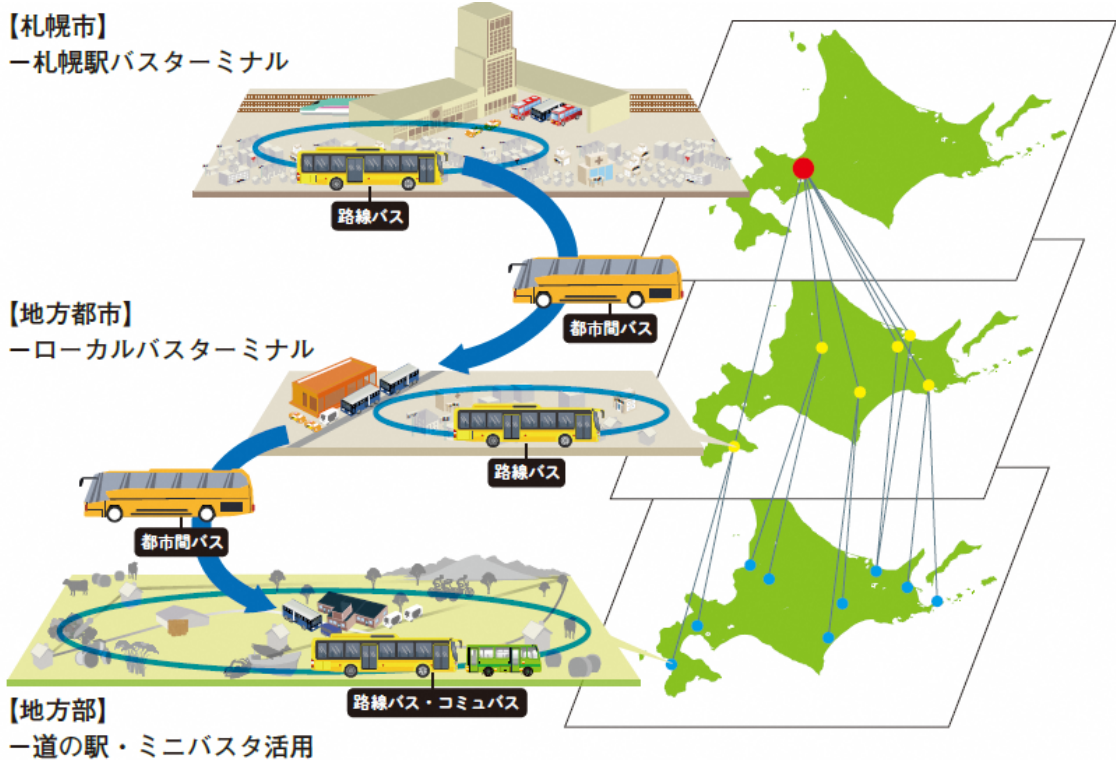 【札幌市】
ー札幌駅バスターミナル
路線バス
都市間バス
【地方都市】
ーローカルバスターミナル
路線バス
都市間バス
路線バス・コミュバス
【地方部】
ー道の駅・ミニバスタ活用